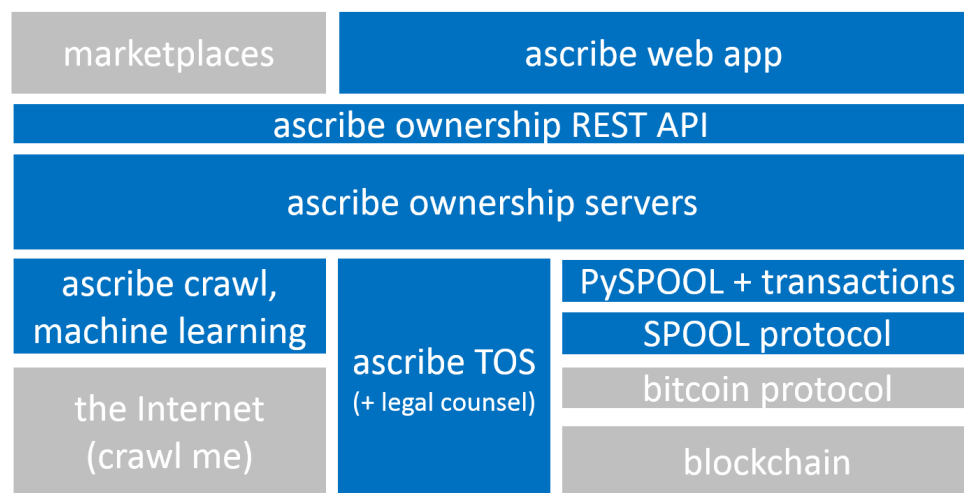 marketplaces
ascribe web app
ascribe ownership REST API
ascribe ownership servers
ascribe crawl,
machine learning
the Internet
(crawl me)
ascribe TOS
(+ legal counsel)
PySPOOL + transactions
SPOOL protocol
bitcoin protocol
blockchain